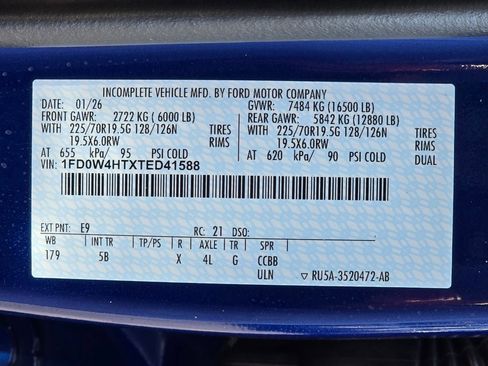 INCOMPLETE VEHICLE MFD. BY FORD MOTOR COMPANY
DATE: 01/26 GVWR: 7484 KG (16500 LB)
FRONT GAWR: 2722 KG ( 6000 LB) REAR GAWR: 5842 KG (12880 LB)
WITH WITH
225/70R19.5G 128/126N TIRES 225/70R19.5G 128/126N TIRES
19.5X6.0RW RIMS 19.5X6.0RW RIMS
AT 655 kPa/ 95 PSI COLD AT 620 kPa/ 90 PSI COLD DUAL
VIN: 1FD0W4HTXTED41588
EXT PNT: E9 RC: 21 DSO:
WB INT TR TP/PS R AXLE TR SPR
179 5B X 4L G CCBB
ULN ▽ RU5A-3520472-AB